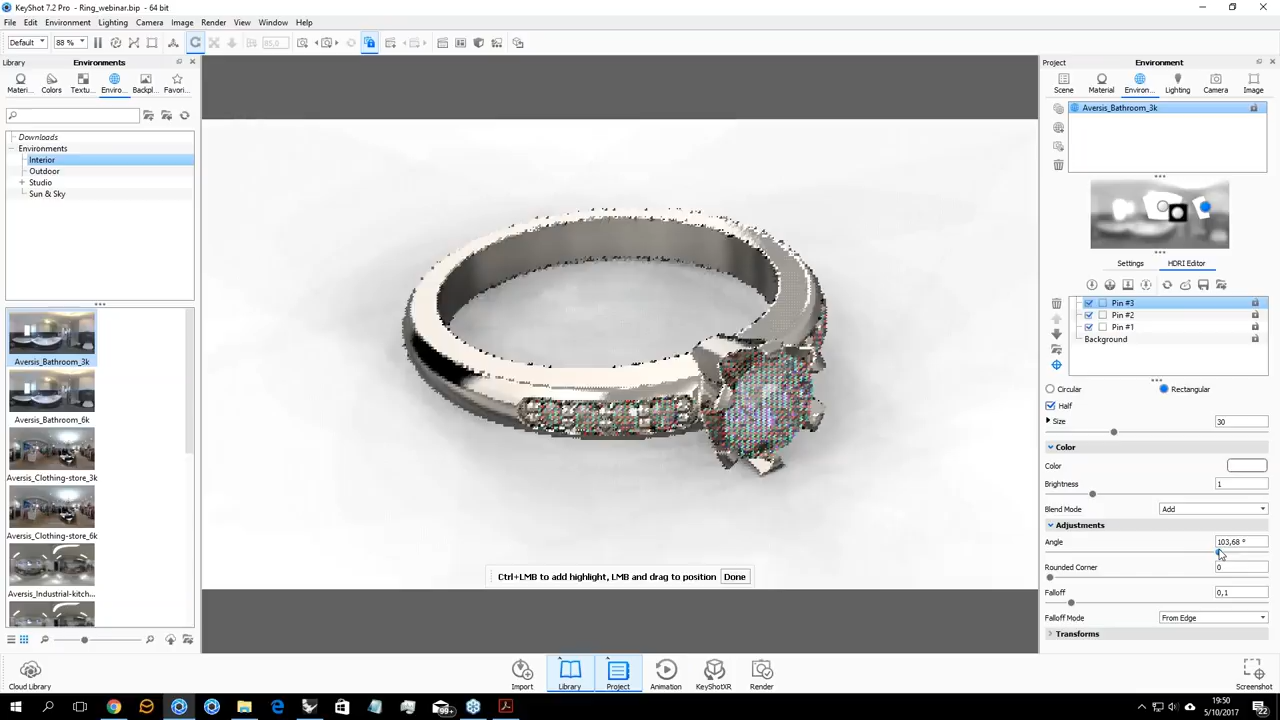 KeyShot 7.2 Pro - Ring_webinar.bip - 64 bit
File Edit Environment Lighting Camera Image Render View Window Help
Default 88 % 85,0
Library Environments
Project Environment
Materi... Colors Textu... Enviro... Backpl... Favori...
Scene Material Environ... Lighting Camera Image
Aversis_Bathroom_3k
Downloads
Environments
Interior
Outdoor
Studio
Sun & Sky
Settings HDRI Editor
Pin #3
Pin #2
Pin #1
Background
Circular Rectangular
Half
Size 30
Color
Color
Brightness 1
Blend Mode Add
Adjustments
Angle 103,68 °
Rounded Corner 0
Falloff 0,1
Falloff Mode From Edge
Transforms
Aversis_Bathroom_3k
Aversis_Bathroom_6k
Aversis_Clothing-store_3k
Aversis_Clothing-store_6k
Aversis_Industrial-kitch...
Ctrl+LMB to add highlight, LMB and drag to position Done
Cloud Library Import Library Project Animation KeyShotXR Render Screenshot
99+
19:50
5/10/2017
22